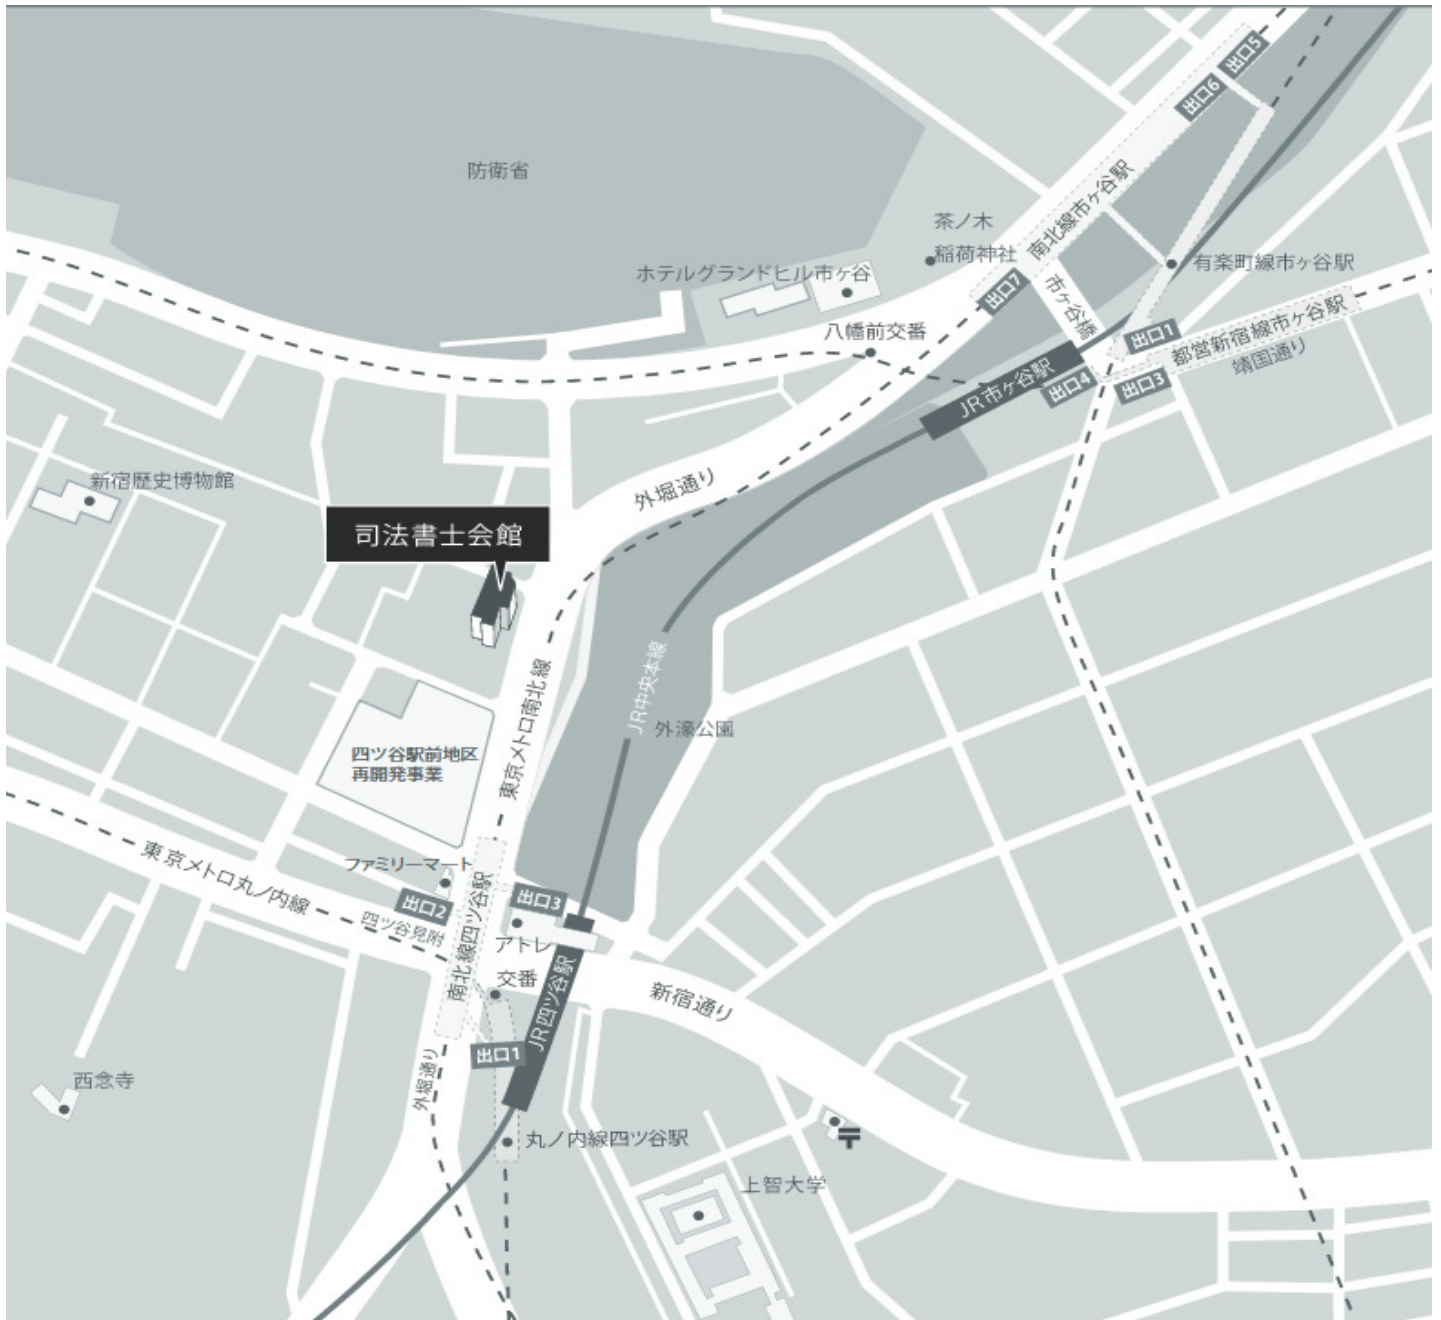 出口5
出口6
防衛省
南北線市ヶ谷駅
茶ノ木
稲荷神社
有楽町線市ヶ谷駅
ホテルグランドヒル市ヶ谷
出口7
市ヶ谷橋
八幡前交番
出口1
都営新宿線市ヶ谷駅
靖国通り
JR市ヶ谷駅
出口4
出口3
新宿歴史博物館
外堀通り
司法書士会館
東京メトロ南北線
JR中央本線
外濠公園
四ツ谷駅前地区
再開発事業
東京メトロ丸ノ内線
ファミリーマート
出口2
出口3
四ツ谷見附
南北線四ツ谷駅
アトレ
交番
JR四ツ谷駅
新宿通り
出口1
外堀通り
西念寺
丸ノ内線四ツ谷駅
〒
上智大学